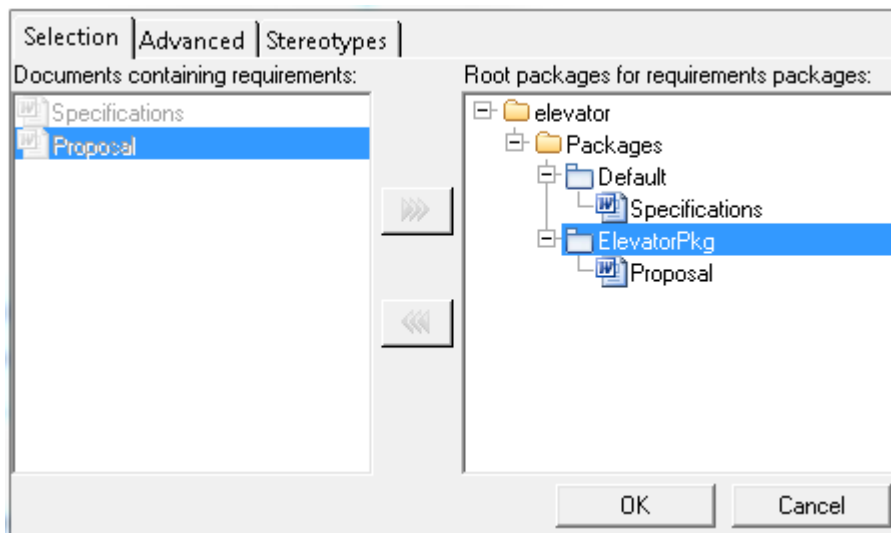 Selection Advanced Stereotypes
Documents containing requirements:
Specifications
Proposal
Root packages for requirements packages:
elevator
Packages
Default
Specifications
ElevatorPkg
Proposal
OK Cancel